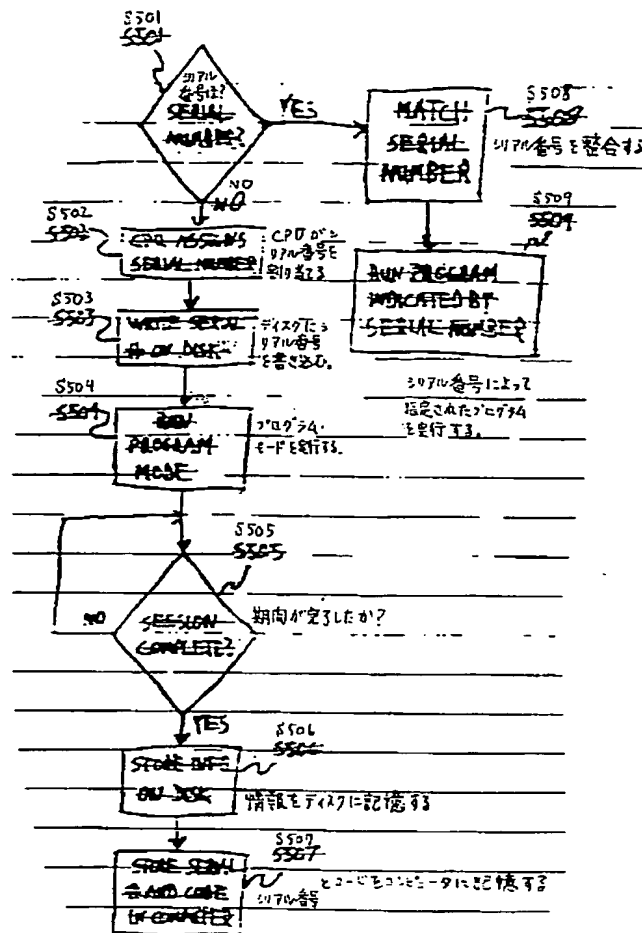 S501
S501
シリアル
番号は?
SERIAL
NUMBER?
YES
MATCH
SERIAL
NUMBER
S508
シリアル番号を整合する
NO
NO
S502
S502
CPU ASSIGNS
SERIAL NUMBER
CPUがシ
リアル番号を
割り当てる
S509
RUN PROGRAM
INDICATED BY
SERIAL NUMBER
シリアル番号によって
指定されたプログラム
を実行する。
S503
S503
WRITE SERIAL
# ON DISK
ディスクにシ
リアル番号
を書き込む。
S504
S504
RUN
PROGRAM
MODE
プログラム・
モードを実行する。
S505
S505
NO
SESSION
COMPLETE?
期間が完了したか?
YES
S506
S506
STORE INFO
ON DISK
情報をディスクに記憶する
S507
S507
STORE SERIAL
# AND CODE
IN COMPUTER
シリアル番号
とコードをコンピュータに記憶する